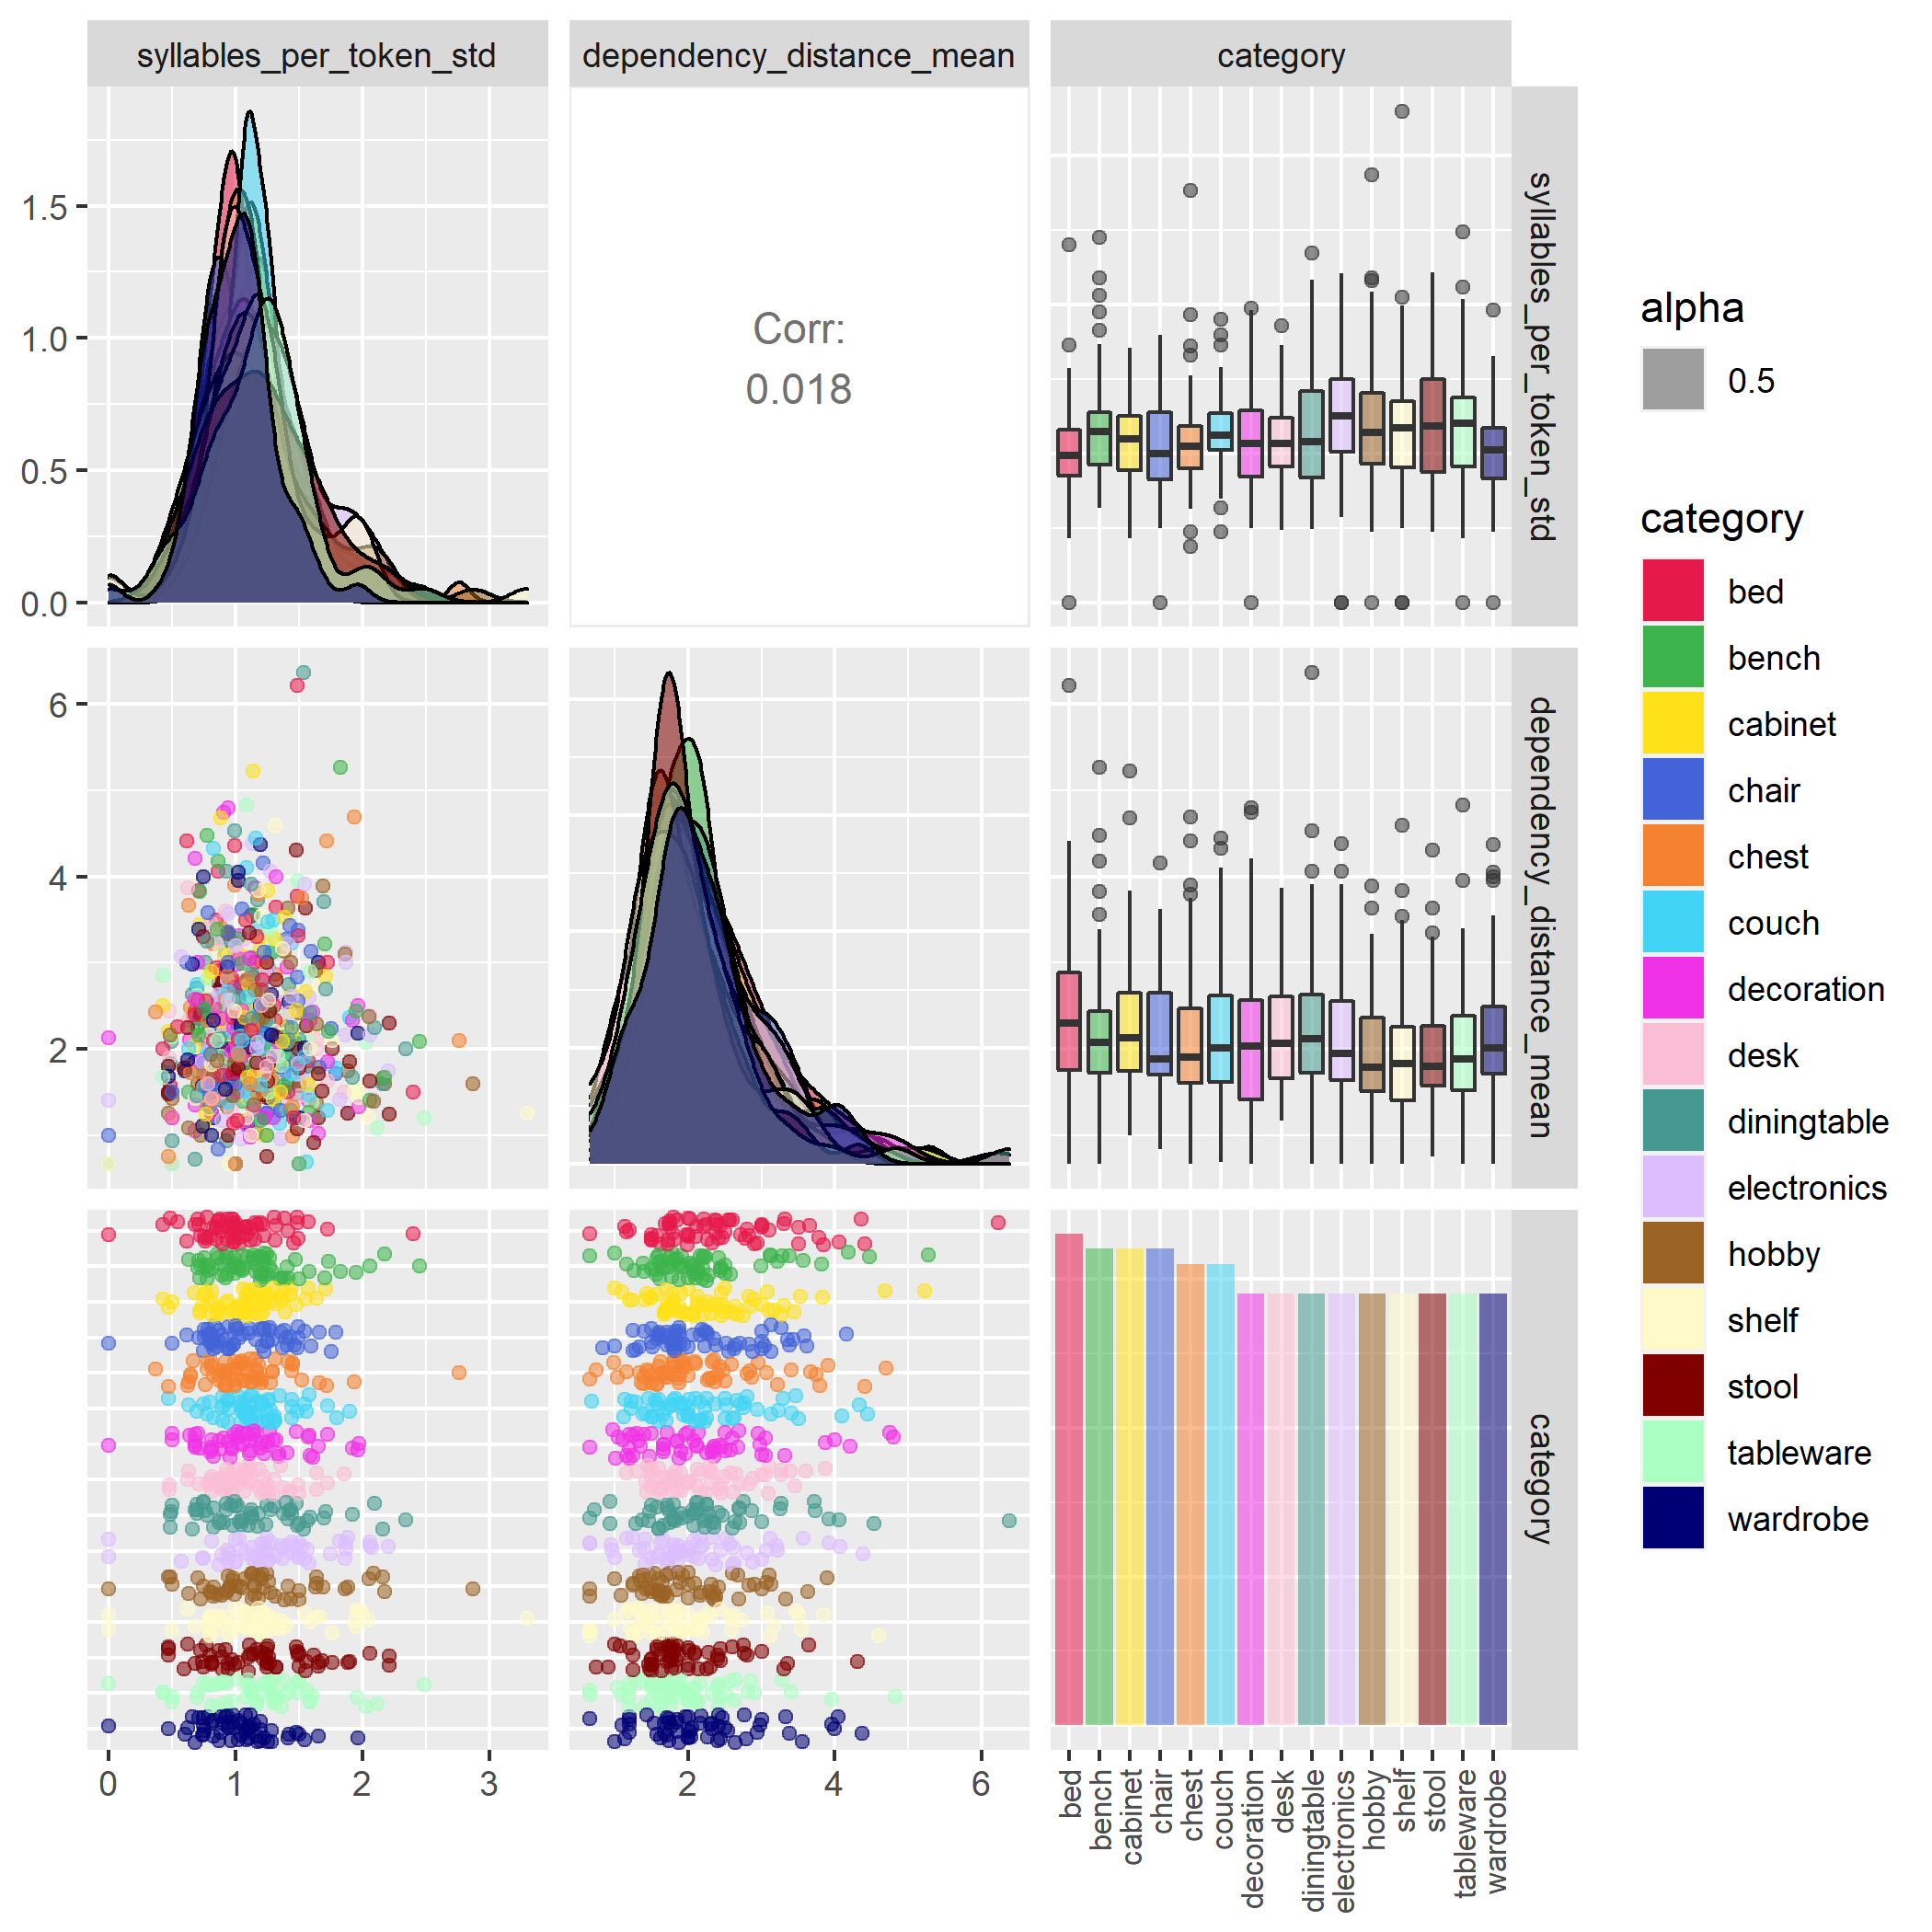 syllables_per_token_std dependency_distance_mean category
1.5
1.0
0.5
0.0
Corr:
0.018
syllables_per_token_std
6
4
2
dependency_distance_mean
category
0 1 2 3
2 4 6
bed bench cabinet chair chest couch decoration desk diningtable electronics hobby shelf stool tableware wardrobe
alpha
0.5
category
bed
bench
cabinet
chair
chest
couch
decoration
desk
diningtable
electronics
hobby
shelf
stool
tableware
wardrobe